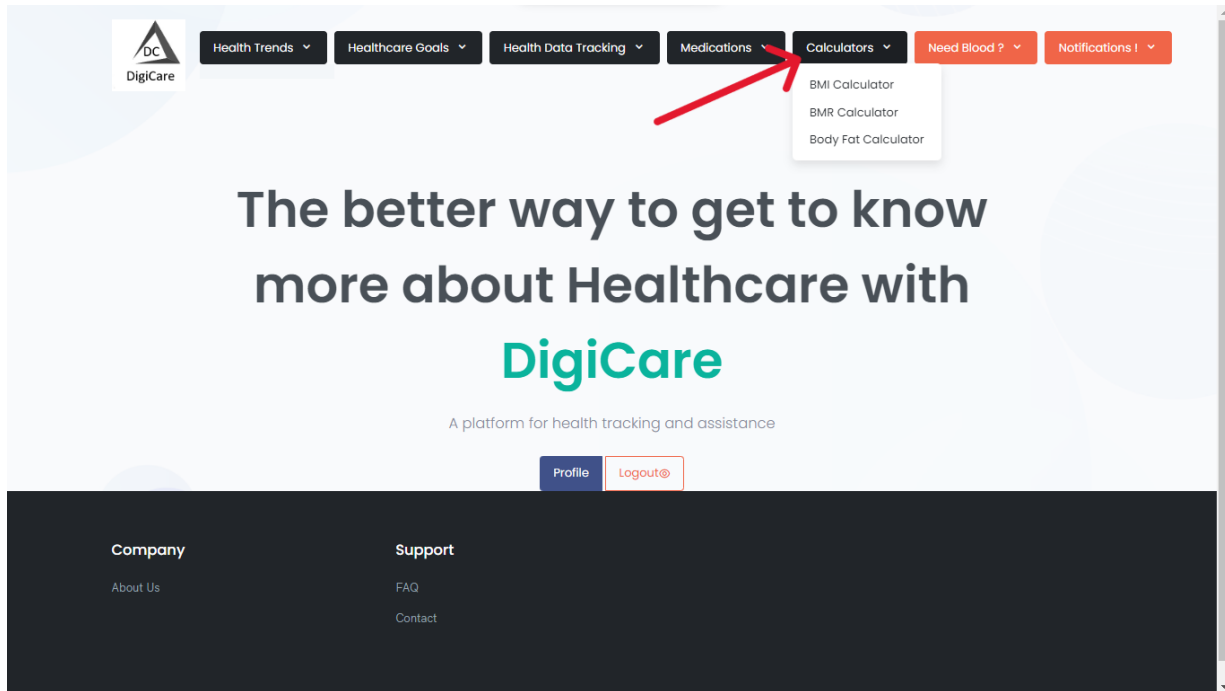 DC
DigiCare
Health Trends
Healthcare Goals
Health Data Tracking
Medications
Calculators
Need Blood ?
Notifications !
BMI Calculator
BMR Calculator
Body Fat Calculator
The better way to get to know
more about Healthcare with
DigiCare
A platform for health tracking and assistance
Profile
Logout
Company
Support
About Us
FAQ
Contact